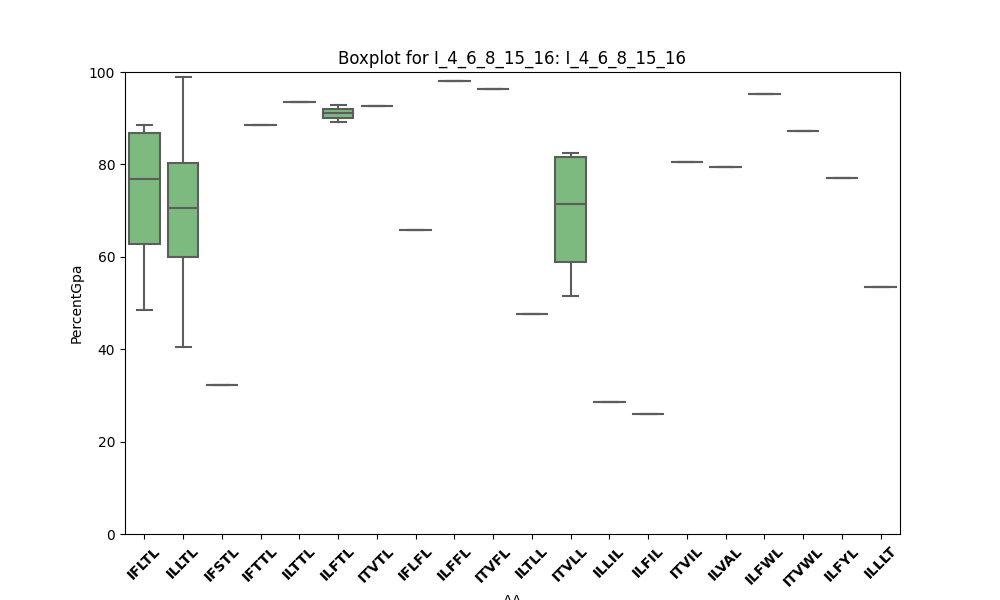 Boxplot for I_4_6_8_15_16: I_4_6_8_15_16
PercentGpa
100
80
60
40
20
0
IFLTL
ILLTL
IFSTL
IFTTL
ILTTL
ILFTL
ITVTL
IFLFL
ILFFL
ITVFL
ILTLL
ITVLL
ILLIL
ILFIL
ITVIL
ILVAL
ILFWL
ITVWL
ILFYL
ILLLT
AA